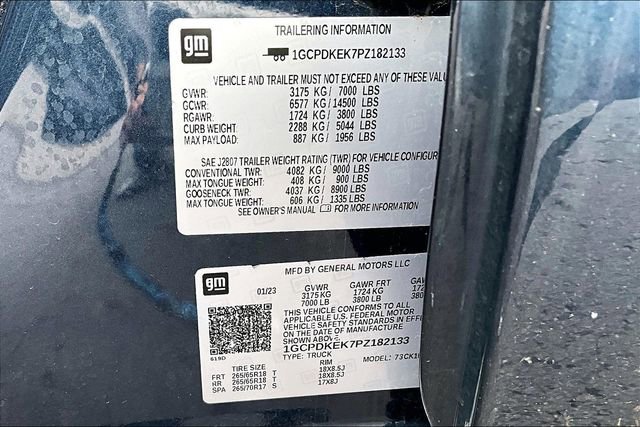 gm
TRAILERING INFORMATION
1GCPDKEK7PZ182133
VEHICLE AND TRAILER MUST NOT EXCEED ANY OF THESE VALU
GVWR: 3175 KG/ 7000 LBS
GCWR: 6577 KG/ 14500 LBS
RGAWR: 1724 KG/ 3800 LBS
CURB WEIGHT: 2288 KG/ 5044 LBS
MAX PAYLOAD: 887 KG/ 1956 LBS
SAE J2807 TRAILER WEIGHT RATING (TWR) FOR VEHICLE CONFIGUR
CONVENTIONAL TWR: 4082 KG/ 9000 LBS
MAX TONGUE WEIGHT: 408 KG/ 900 LBS
GOOSENECK TWR: 4037 KG/ 8900 LBS
MAX TONGUE WEIGHT: 606 KG/ 1335 LBS
SEE OWNER'S MANUAL FOR MORE INFORMATION
gm
MFD BY GENERAL MOTORS LLC
01/23 GVWR GAWR FRT GAW
3175 KG 1724 KG 172
7000 LB 3800 LB 380
THIS VEHICLE CONFORMS TO ALL
APPLICABLE U.S. FEDERAL MOTOR
VEHICLE SAFETY STANDARDS IN EFFE
ON THE DATE OF MANUFACTURE
SHOWN ABOVE.
1GCPDKEK7PZ182133
619D TYPE: TRUCK MODEL: 73CK10
TIRE SIZE RIM
FRT 265/65R18 T 18X8.5J
RR 265/65R18 T 18X8.5J
SPA 265/70R17 S 17X8J